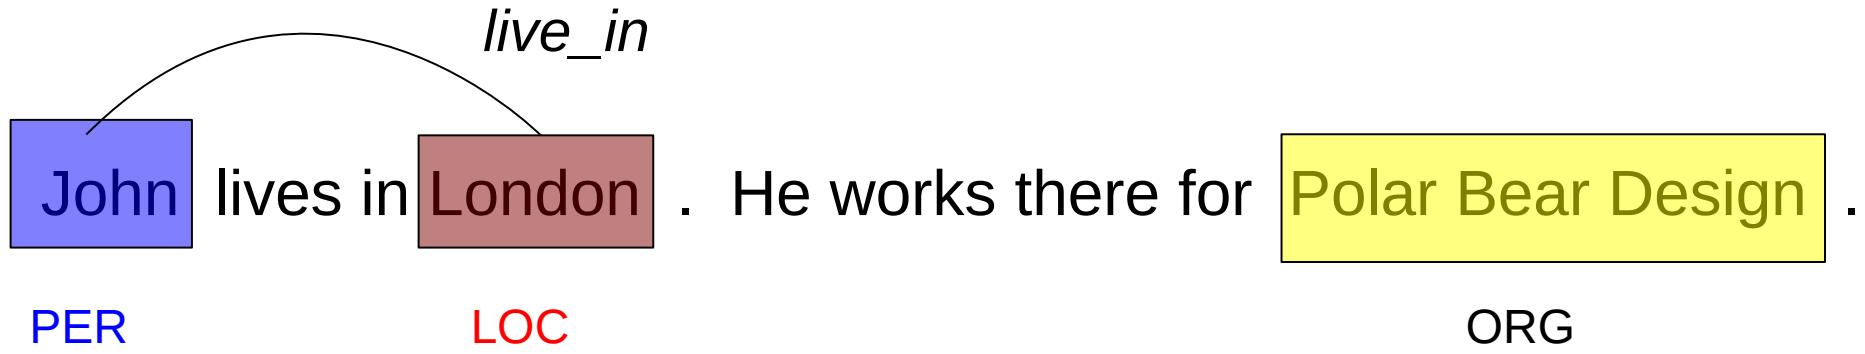 live_in
John lives in London . He works there for Polar Bear Design .
PER LOC ORG